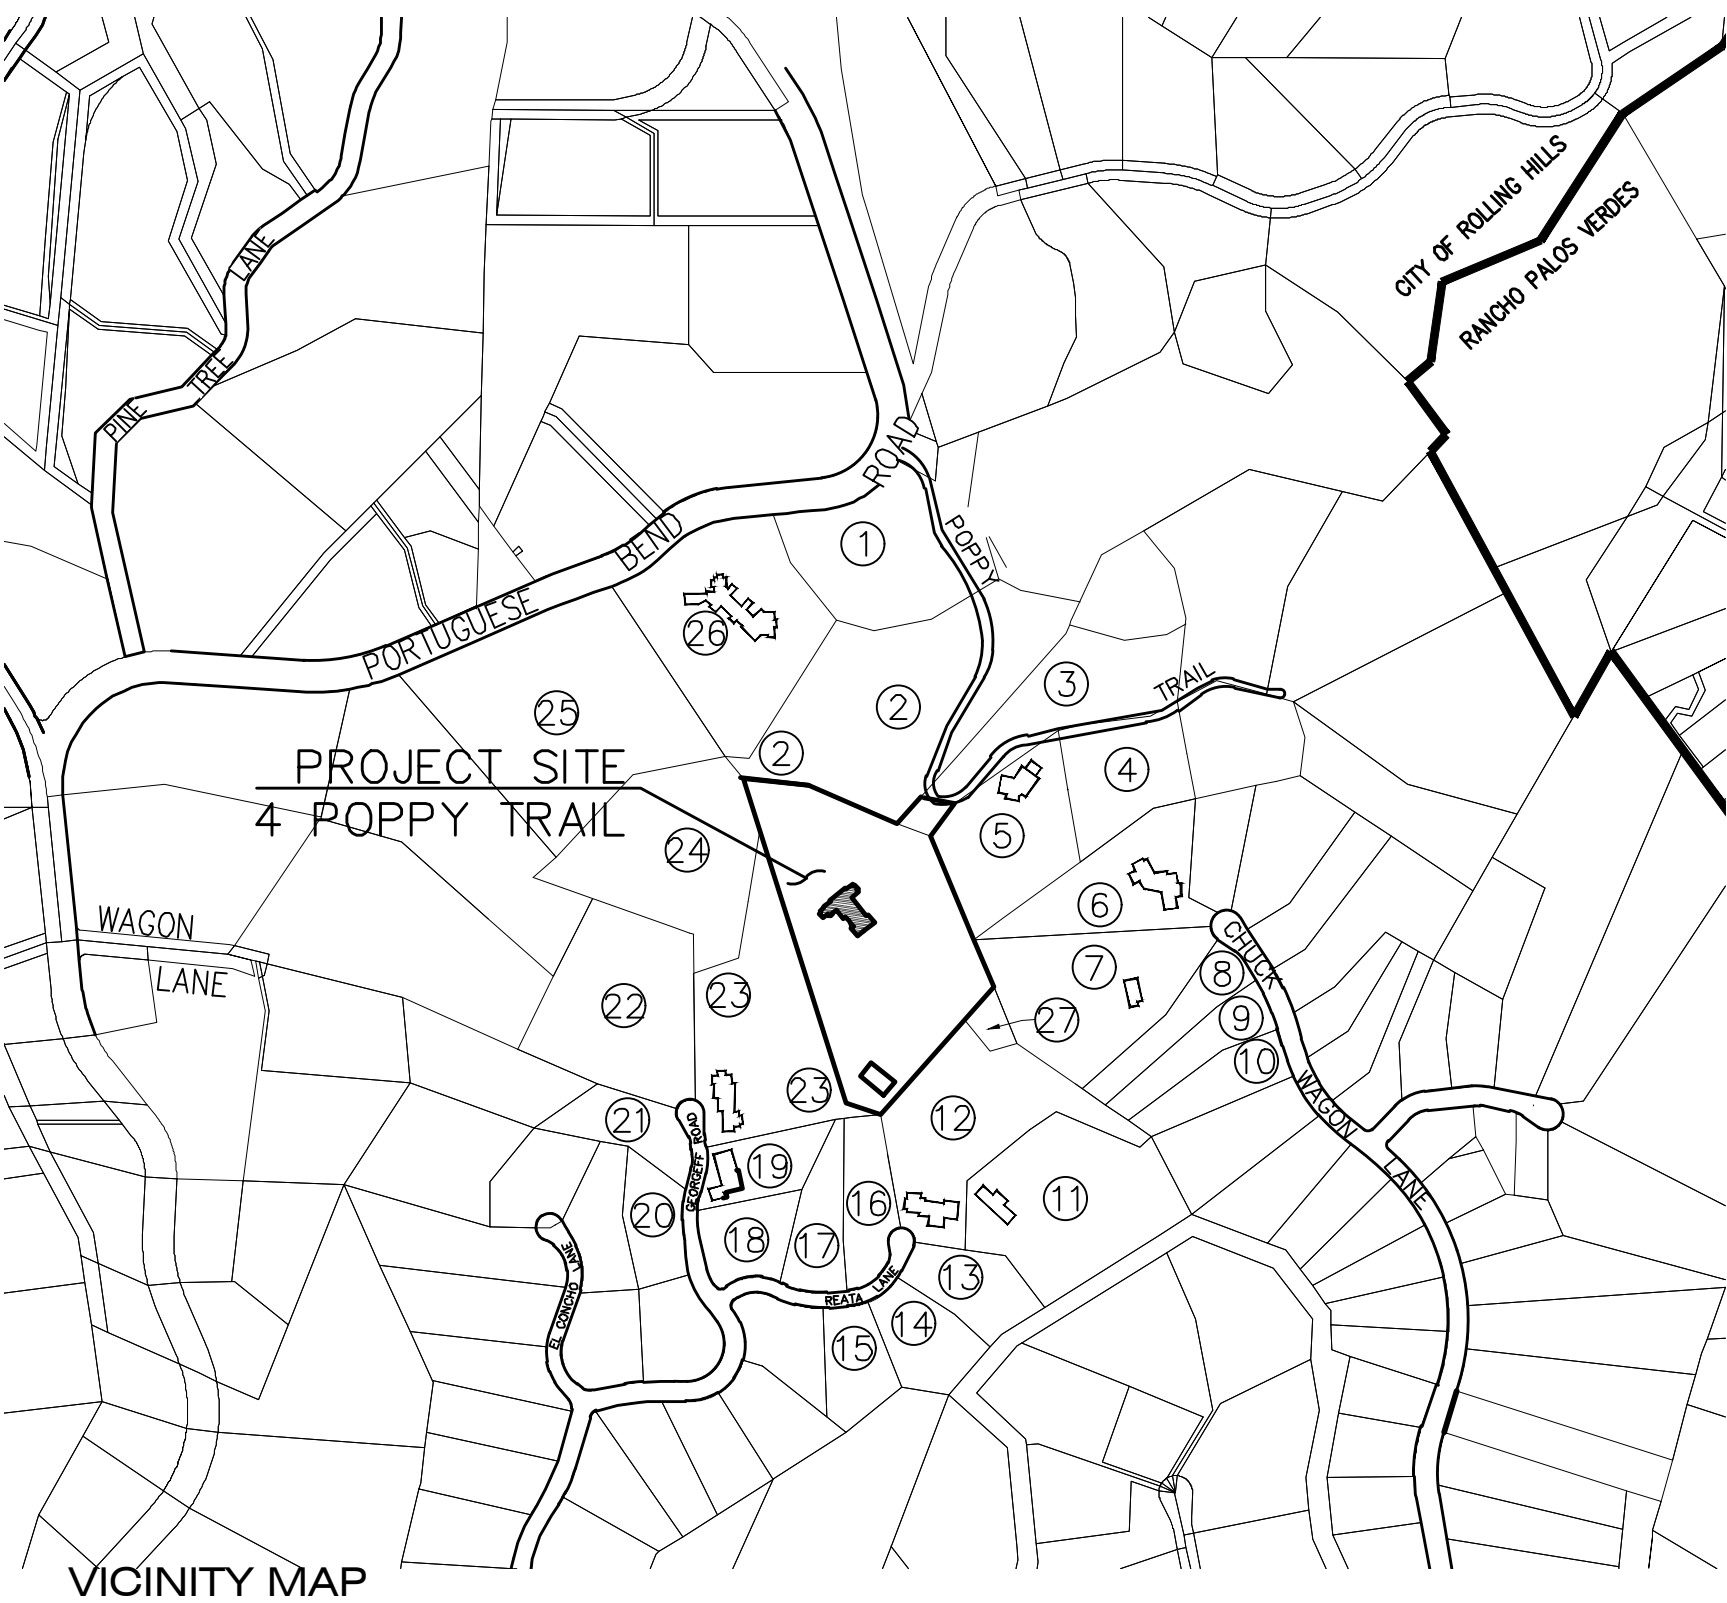 CITY OF ROLLING HILLS
RANCHO PALOS VERDES
PINE TREE LANE
PORTUGUESE BEND ROAD
POPPY TRAIL
1
26
3
2
25
2
PROJECT SITE
4 POPPY TRAIL
4
5
24
6
WAGON
LANE
7
8
23
22
27
9
10
23
12
21
19
11
16
20
18
17
13
14
15
CHUCK WAGON LANE
GEORGEFF ROAD
EL CONCHO LANE
REATA LANE
VICINITY MAP